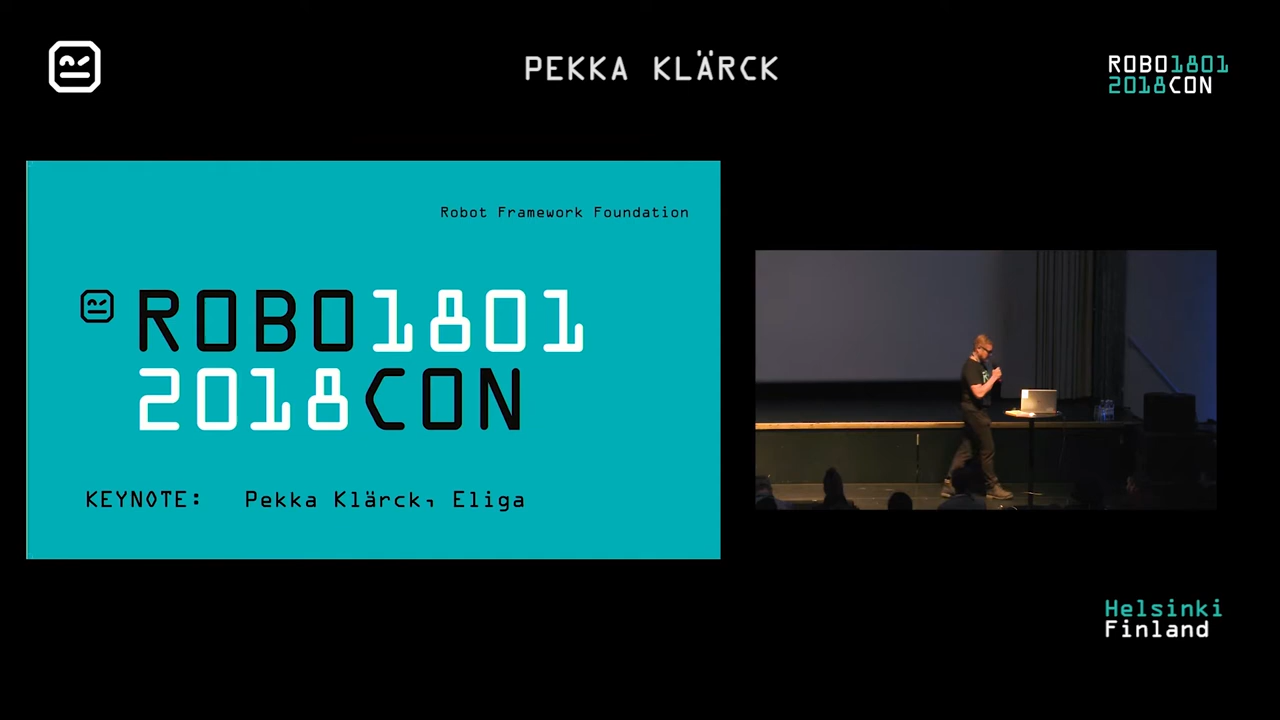 PEKKA KLÄRCK
ROBO1801
2018CON
Robot Framework Foundation
ROBO1801
2018CON
KEYNOTE: Pekka Klärck, Eliga
Helsinki
Finland